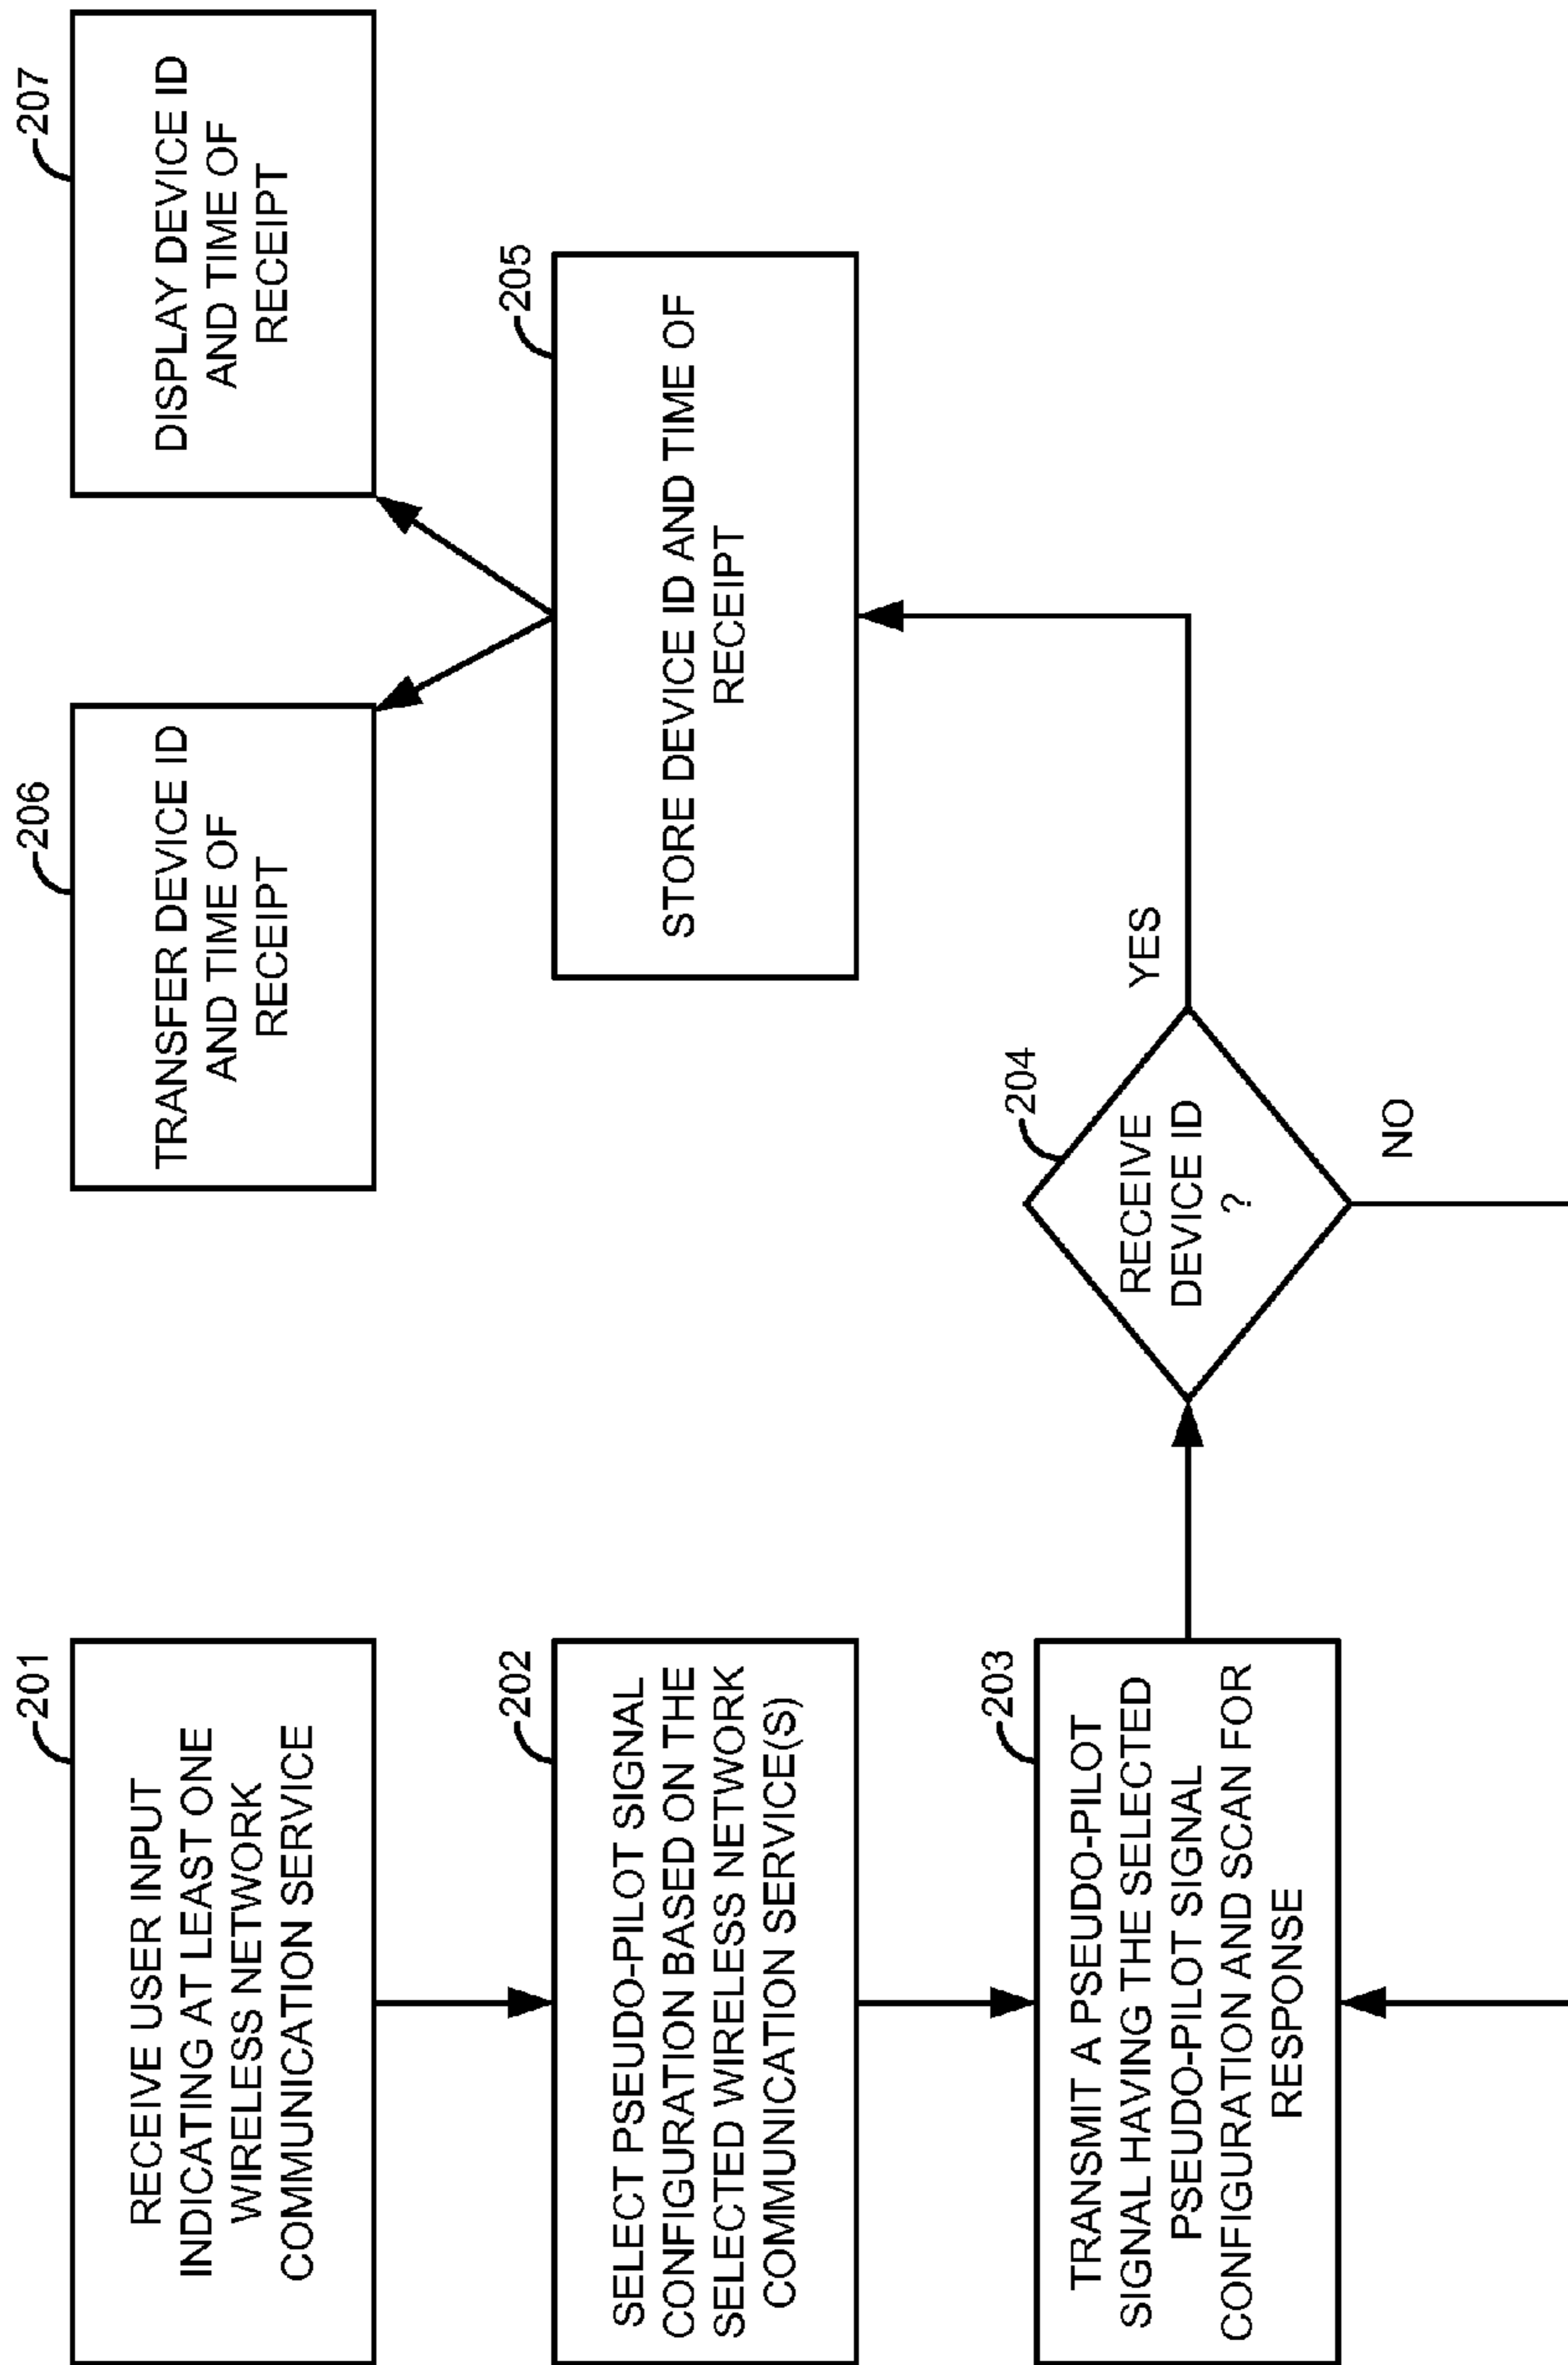 201
RECEIVE USER INPUT
INDICATING AT LEAST ONE
WIRELESS NETWORK
COMMUNICATION SERVICE
202
SELECT PSEUDO-PILOT SIGNAL
CONFIGURATION BASED ON THE
SELECTED WIRELESS NETWORK
COMMUNICATION SERVICE(S)
203
TRANSMIT A PSEUDO-PILOT
SIGNAL HAVING THE SELECTED
PSEUDO-PILOT SIGNAL
CONFIGURATION AND SCAN FOR
RESPONSE
204
RECEIVE
DEVICE ID
?
YES
NO
205
STORE DEVICE ID AND TIME OF
RECEIPT
206
TRANSFER DEVICE ID
AND TIME OF
RECEIPT
207
DISPLAY DEVICE ID
AND TIME OF
RECEIPT